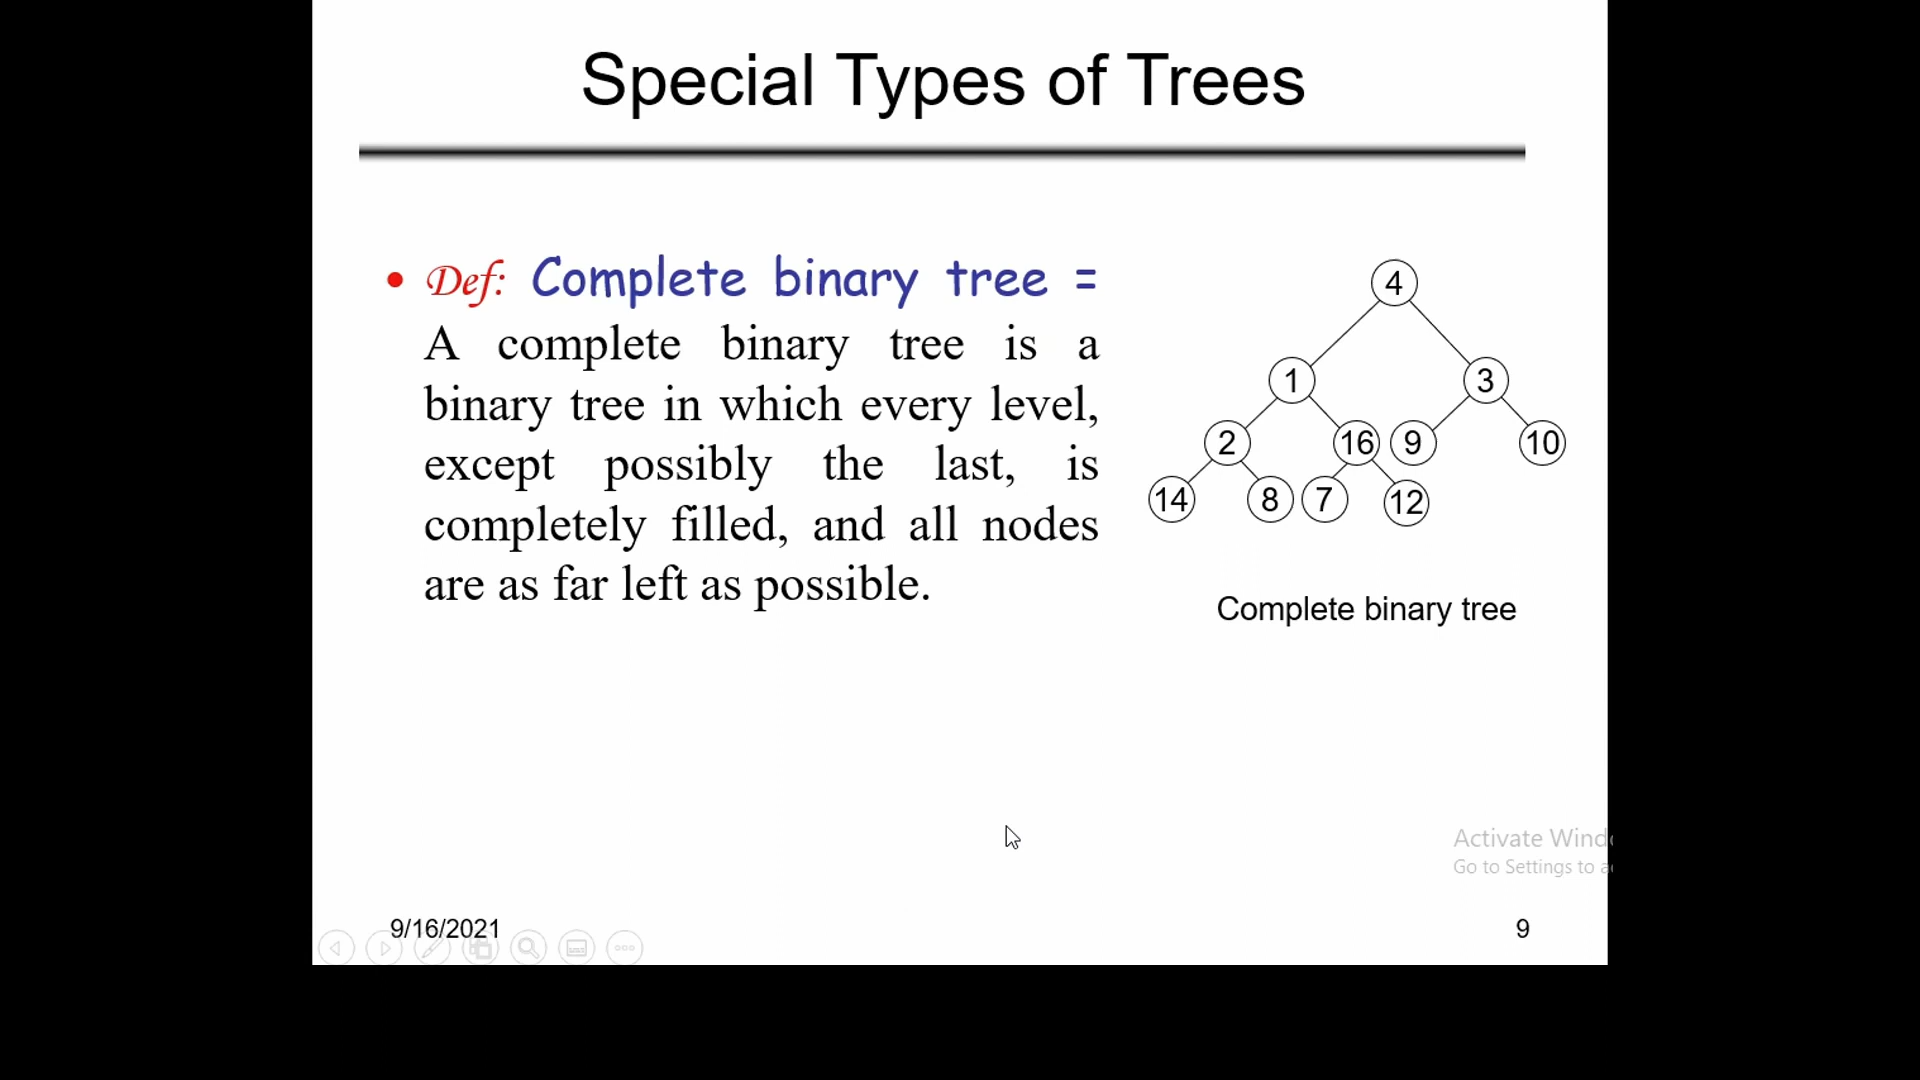 Special Types of Trees
• Def: Complete binary tree =
A complete binary tree is a
binary tree in which every level,
except possibly the last, is
completely filled, and all nodes
are as far left as possible.
4
1 3
2 16 9 10
14 8 7 12
Complete binary tree
Activate Wind
Go to Settings to a
9/16/2021
9